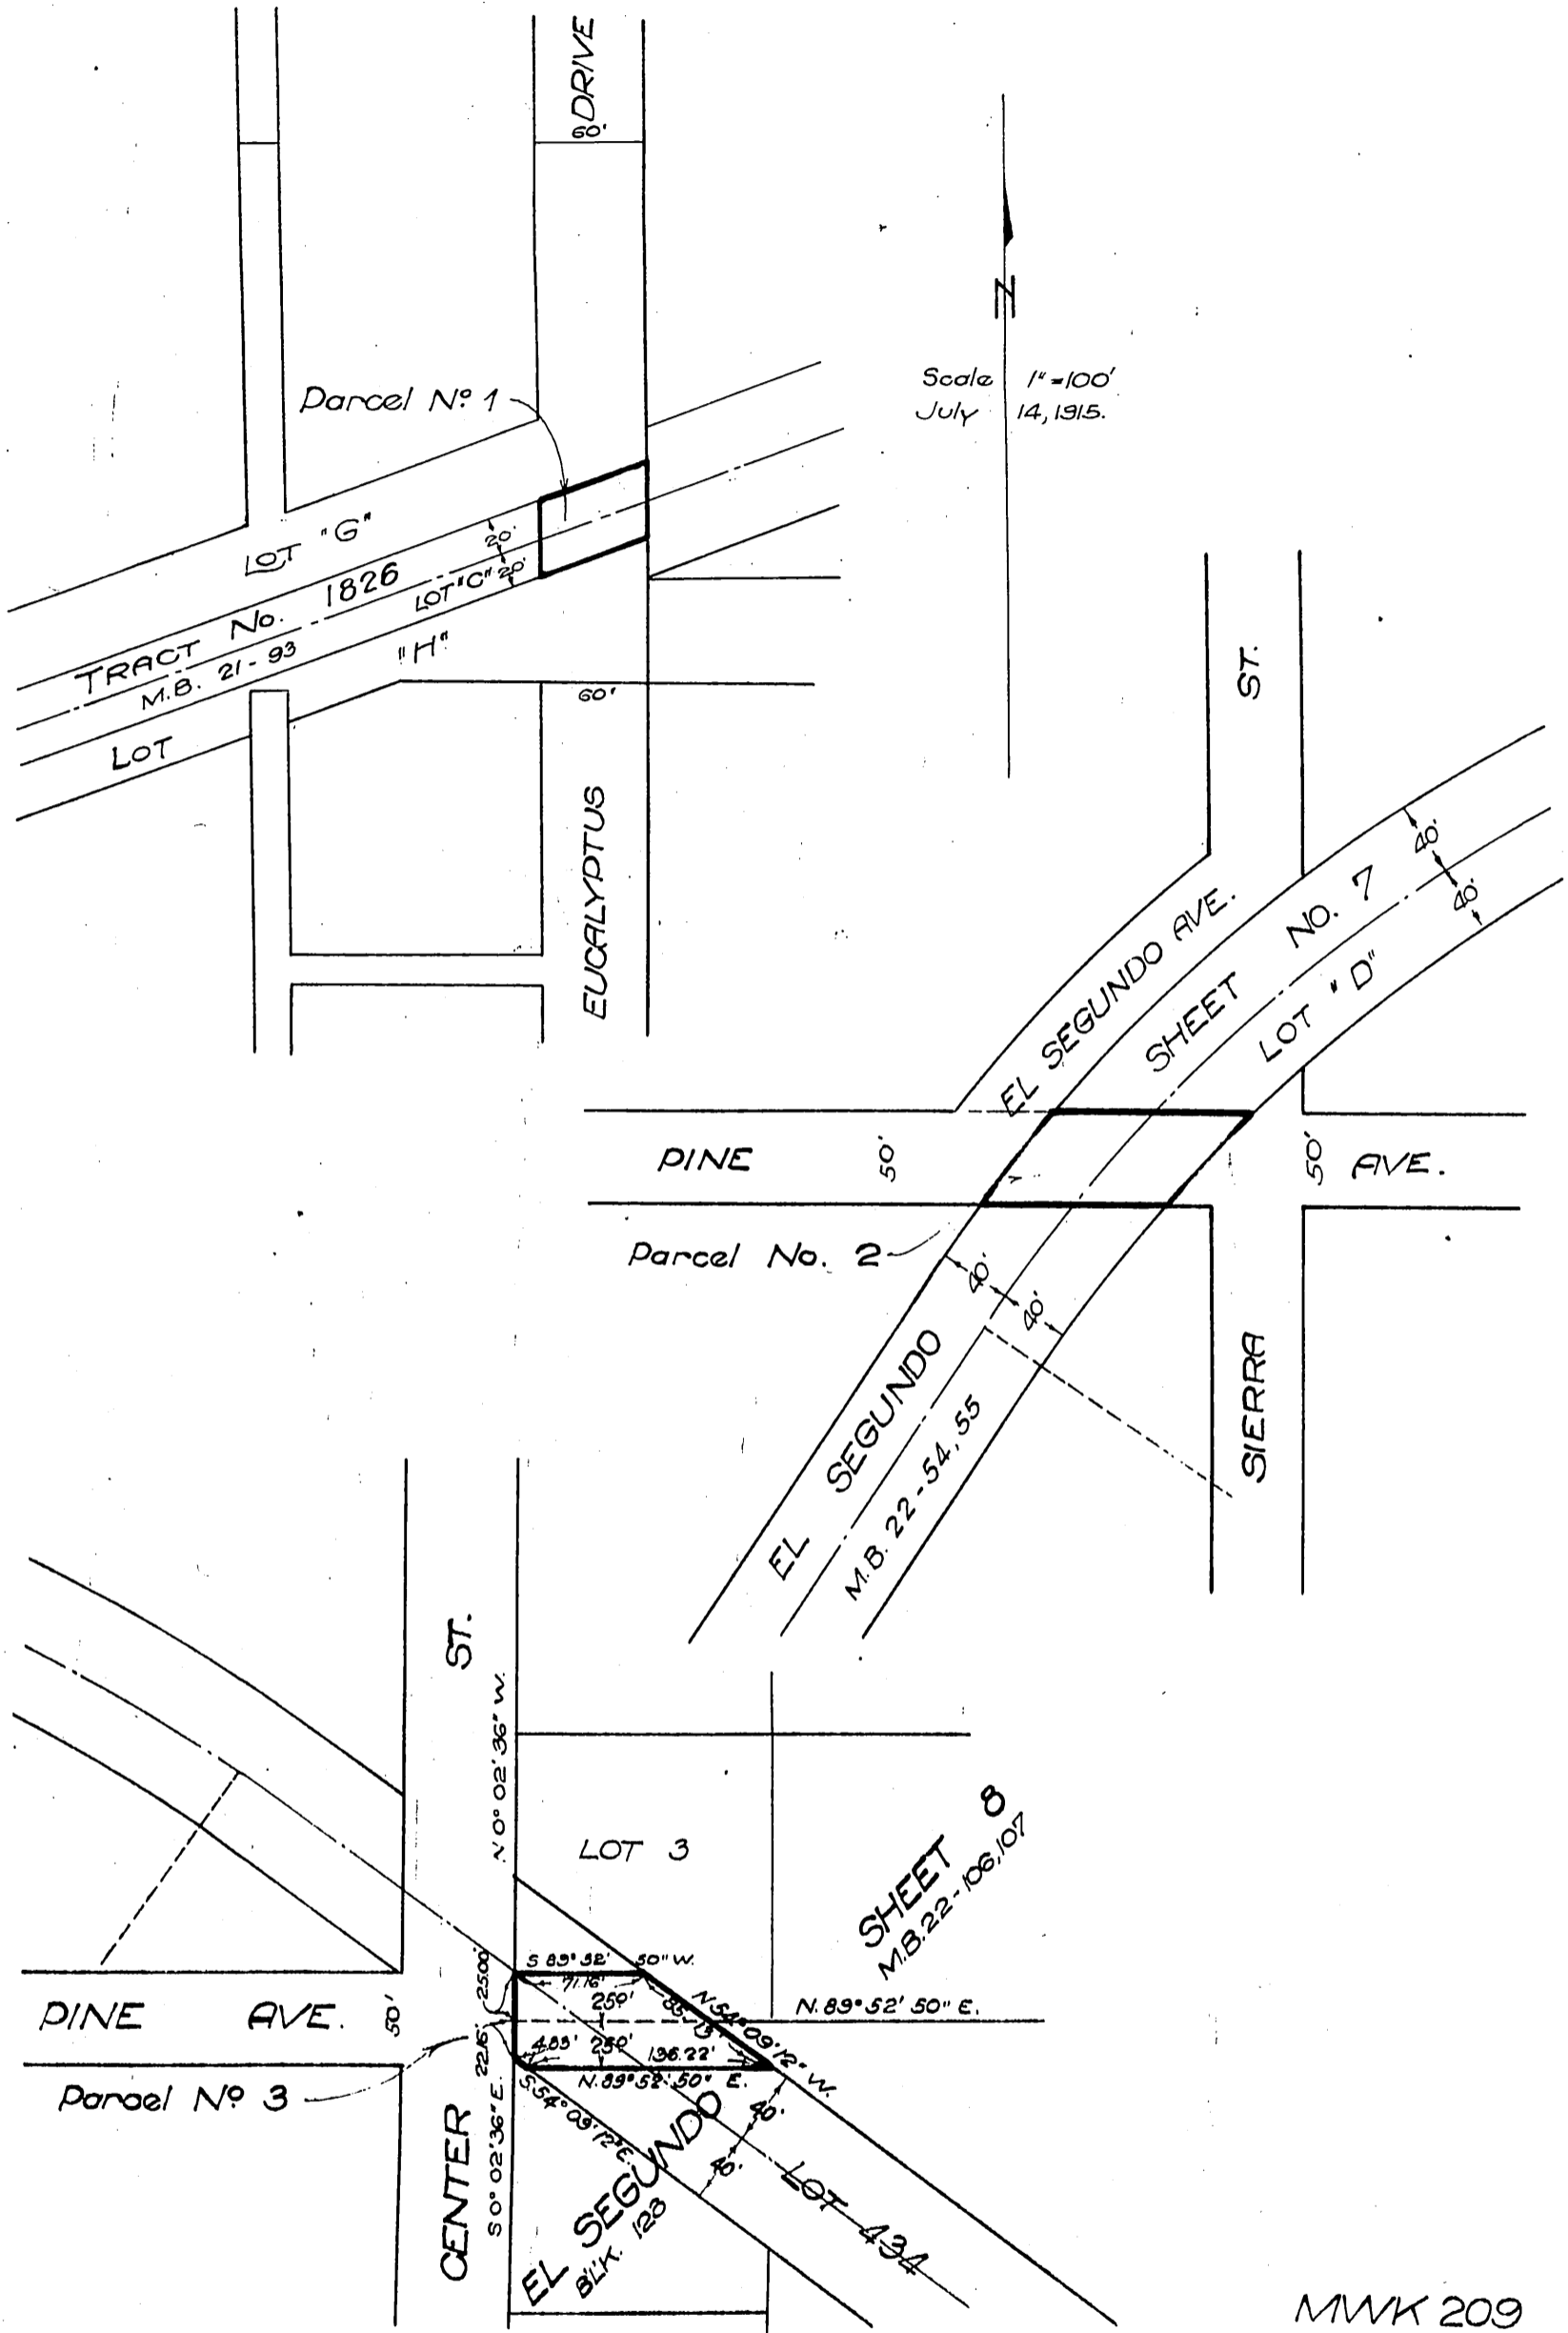 DRIVE
60'
Parcel Nº 1
Scale 1"=100'
July 14, 1915.
N
LOT "G"
20'
20'
TRACT No. 1826
LOT "C"
M.B. 21-93
"H"
LOT
60'
EUCALYPTUS
ST.
40'
40'
EL SEGUNDO AVE.
SHEET NO. 7
LOT "D"
PINE
50'
50'
AVE.
Parcel No. 2
40'
40'
EL SEGUNDO
M.B. 22-54,55
SIERRA
ST.
N 0° 02' 36" W.
LOT 3
SHEET 8
M.B. 22-106,107
S 89° 52' 50" W.
71.16'
25.00'
250'
N 54° 09' 12" W.
N. 89° 52' 50" E.
PINE AVE.
50'
22.15'
4.83'
250'
136.22'
N. 89° 52' 50" E.
Parcel Nº 3
S 54° 09' 12" E.
S 0° 02' 36" E.
CENTER
40'
40'
EL SEGUNDO
BLK. 123
LOT 434
MWK 209